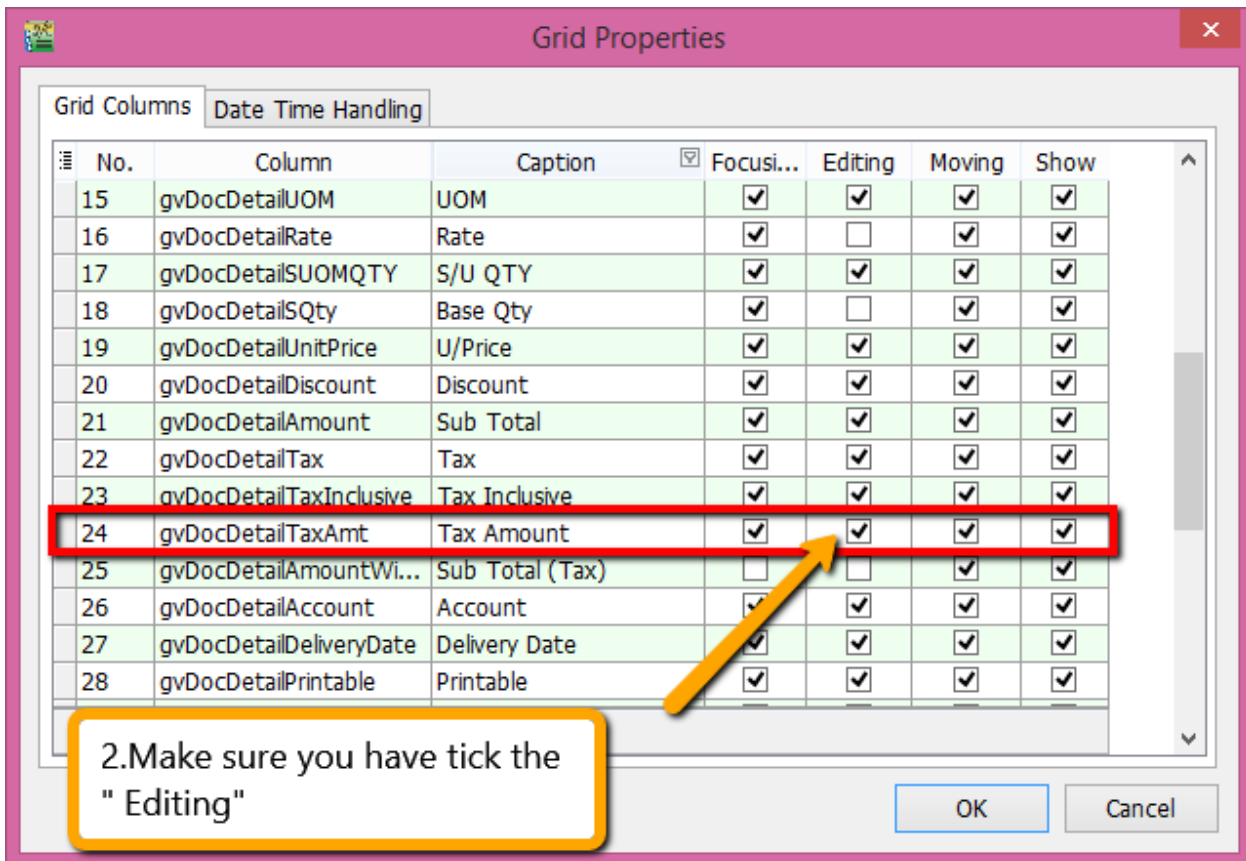 Grid Properties
Grid Columns Date Time Handling
No. Column Caption Focusi... Editing Moving Show
15 gvDocDetailUOM UOM
16 gvDocDetailRate Rate
17 gvDocDetailSUOMQTY S/U QTY
18 gvDocDetailSQty Base Qty
19 gvDocDetailUnitPrice U/Price
20 gvDocDetailDiscount Discount
21 gvDocDetailAmount Sub Total
22 gvDocDetailTax Tax
23 gvDocDetailTaxInclusive Tax Inclusive
24 gvDocDetailTaxAmt Tax Amount
25 gvDocDetailAmountWi... Sub Total (Tax)
26 gvDocDetailAccount Account
27 gvDocDetailDeliveryDate Delivery Date
28 gvDocDetailPrintable Printable
2.Make sure you have tick the
" Editing"
OK Cancel